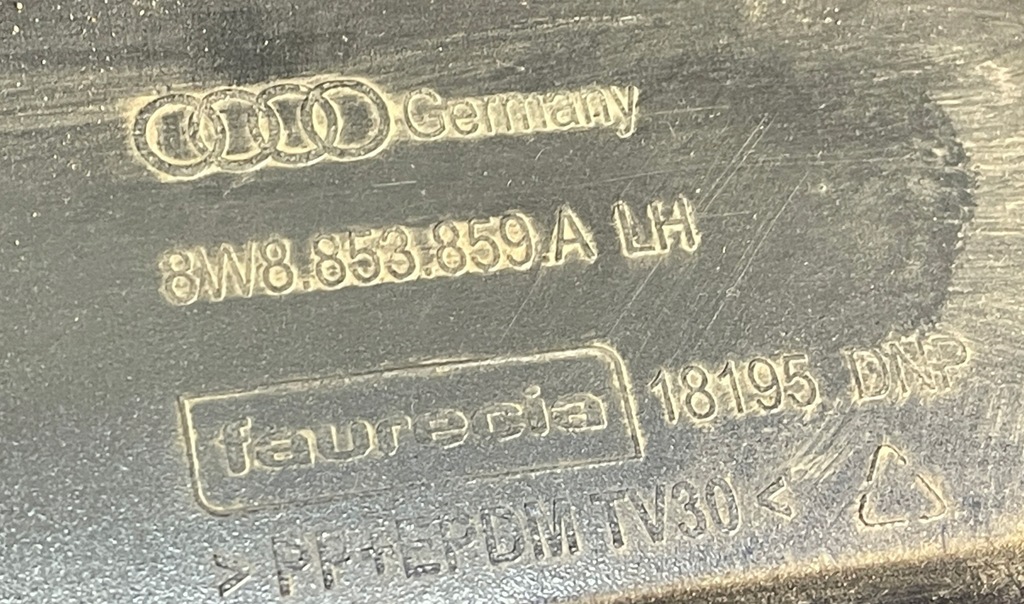 Germany
8W8.853.859.A LH
faurecia 18195 DNP
>PP+EPDM TV30<